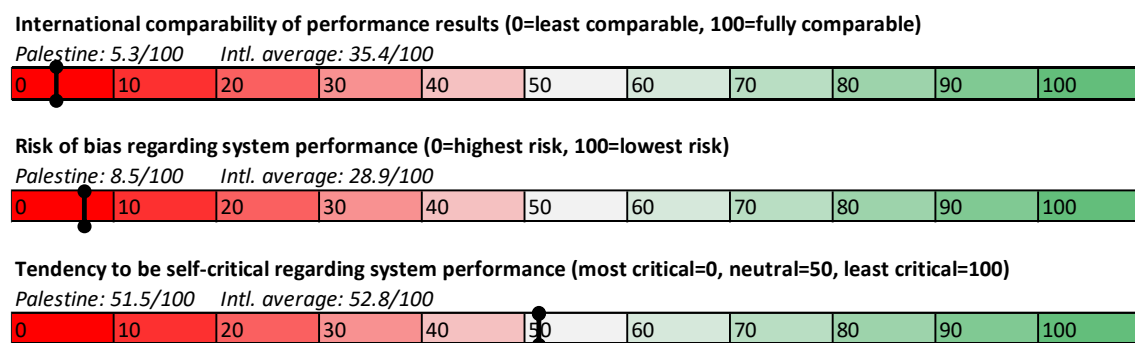 International comparability of performance results (0=least comparable, 100=fully comparable)
Palestine: 5.3/100 Intl. average: 35.4/100
0 10 20 30 40 50 60 70 80 90 100
Risk of bias regarding system performance (0=highest risk, 100=lowest risk)
Palestine: 8.5/100 Intl. average: 28.9/100
0 10 20 30 40 50 60 70 80 90 100
Tendency to be self-critical regarding system performance (most critical=0, neutral=50, least critical=100)
Palestine: 51.5/100 Intl. average: 52.8/100
0 10 20 30 40 50 60 70 80 90 100